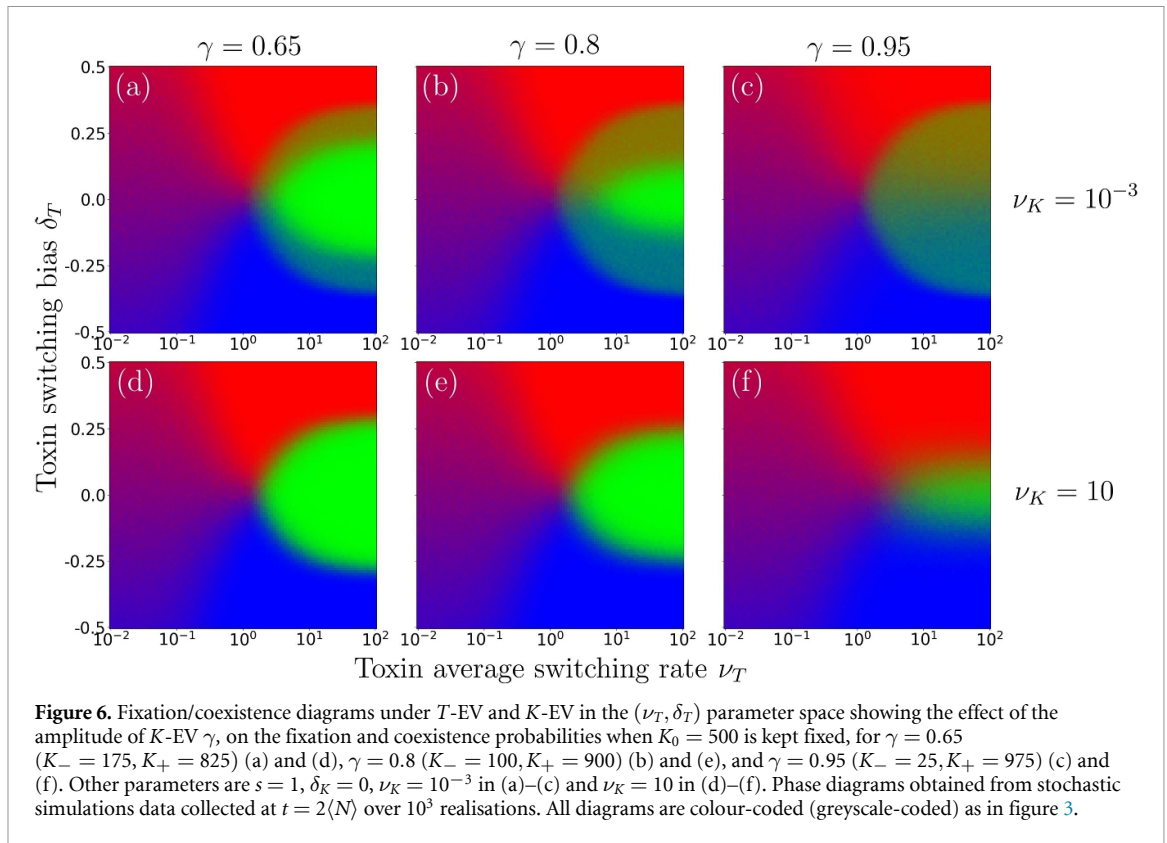 γ = 0.65 γ = 0.8 γ = 0.95
(a) (b) (c)
0.5
0.25
0.0
-0.25
-0.5
ν_K = 10^{-3}
10^{-2} 10^{-1} 10^0 10^1 10^2 10^{-2} 10^{-1} 10^0 10^1 10^2 10^{-2} 10^{-1} 10^0 10^1 10^2
Toxin switching bias δ_T
(d) (e) (f)
0.5
0.25
0.0
-0.25
-0.5
ν_K = 10
10^{-2} 10^{-1} 10^0 10^1 10^2 10^{-2} 10^{-1} 10^0 10^1 10^2 10^{-2} 10^{-1} 10^0 10^1 10^2
Toxin average switching rate ν_T
Figure 6. Fixation/coexistence diagrams under T-EV and K-EV in the (ν_T, δ_T) parameter space showing the effect of the
amplitude of K-EV γ, on the fixation and coexistence probabilities when K_0 = 500 is kept fixed, for γ = 0.65
(K_− = 175, K_+ = 825) (a) and (d), γ = 0.8 (K_− = 100, K_+ = 900) (b) and (e), and γ = 0.95 (K_− = 25, K_+ = 975) (c) and
(f). Other parameters are s = 1, δ_K = 0, ν_K = 10^{-3} in (a)–(c) and ν_K = 10 in (d)–(f). Phase diagrams obtained from stochastic
simulations data collected at t = 2⟨N⟩ over 10^3 realisations. All diagrams are colour-coded (greyscale-coded) as in figure 3.